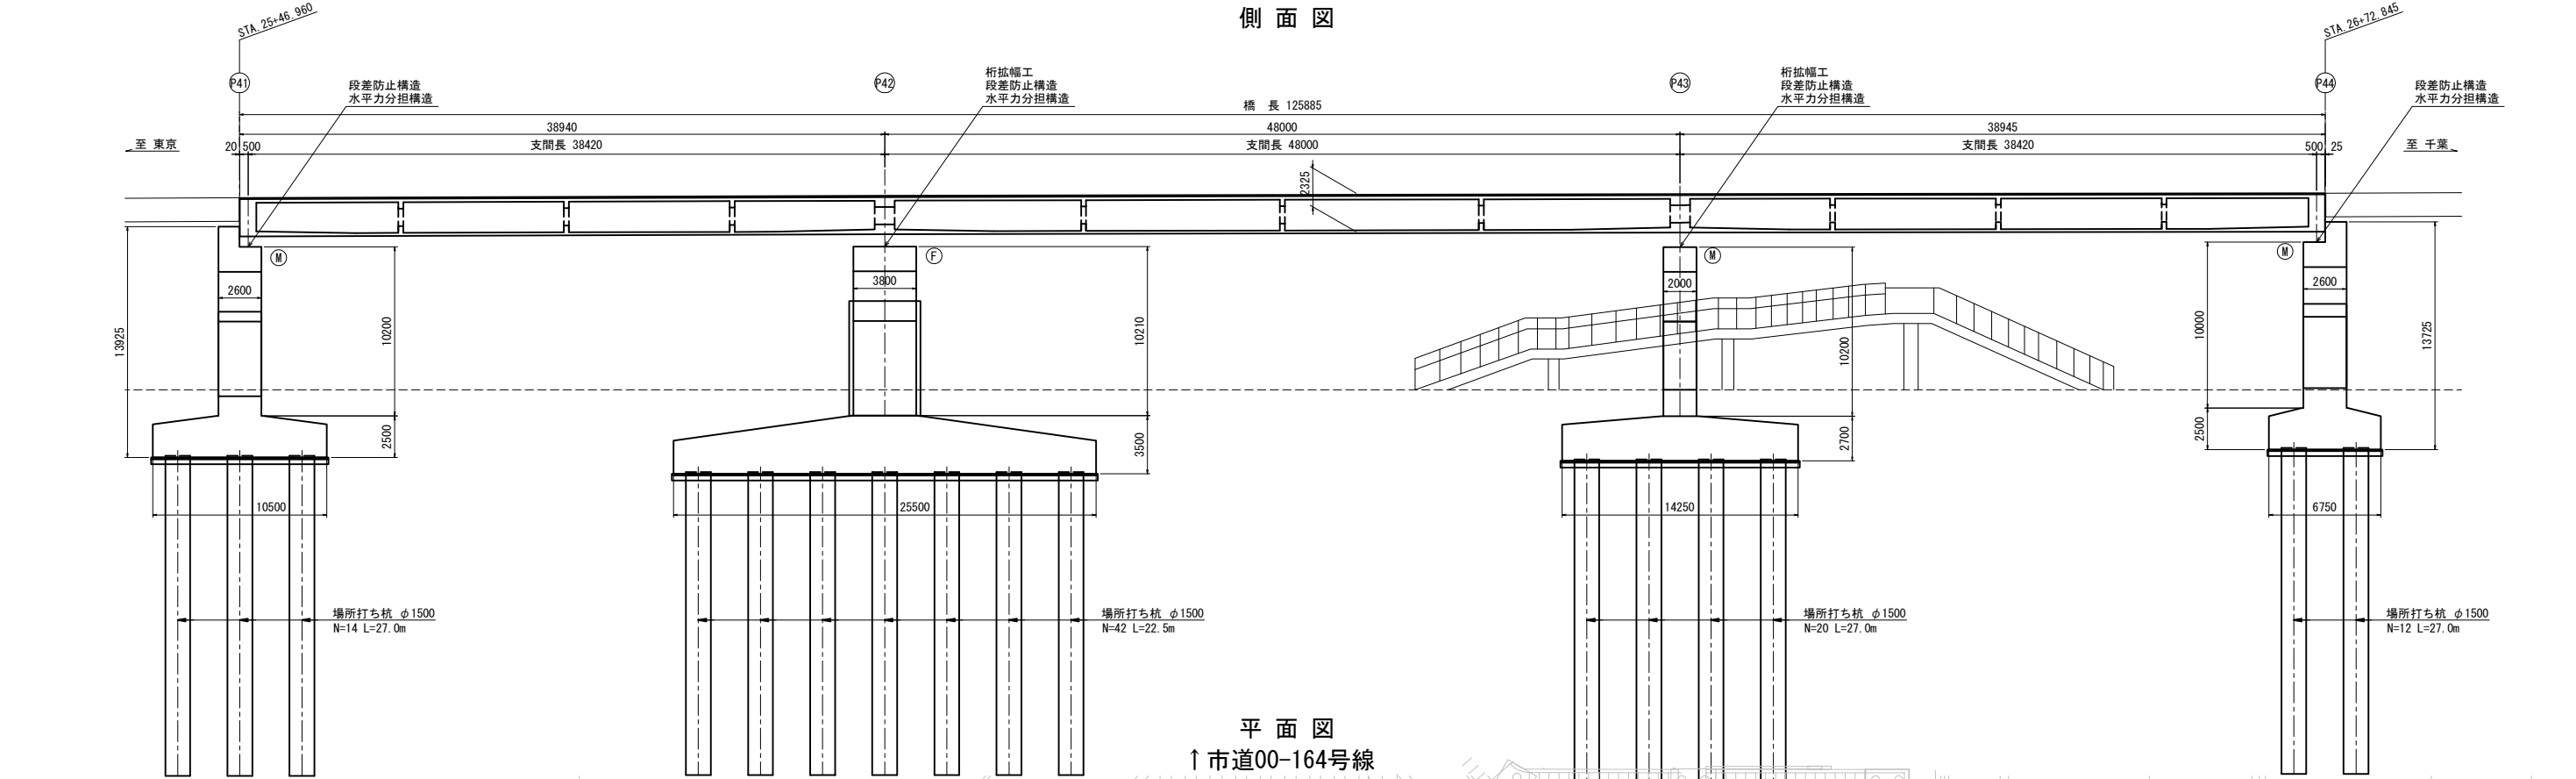 側面図
STA.25+46.960
STA.26+72.845
P41
P42
P43
P44
段差防止構造
水平力分担構造
桁拡幅工
段差防止構造
水平力分担構造
桁拡幅工
段差防止構造
水平力分担構造
段差防止構造
水平力分担構造
橋 長 125885
38940
48000
38945
至 東京
20 500
支間長 38420
支間長 48000
支間長 38420
500 25
至 千葉
2325
M
F
M
M
2600
3800
2000
2600
13925
10200
10210
10200
10000
13725
2500
3500
2700
2500
10500
25500
14250
6750
場所打ち杭 φ1500
N=14 L=27.0m
場所打ち杭 φ1500
N=42 L=22.5m
場所打ち杭 φ1500
N=20 L=27.0m
場所打ち杭 φ1500
N=12 L=27.0m
平面図
↑市道00-164号線